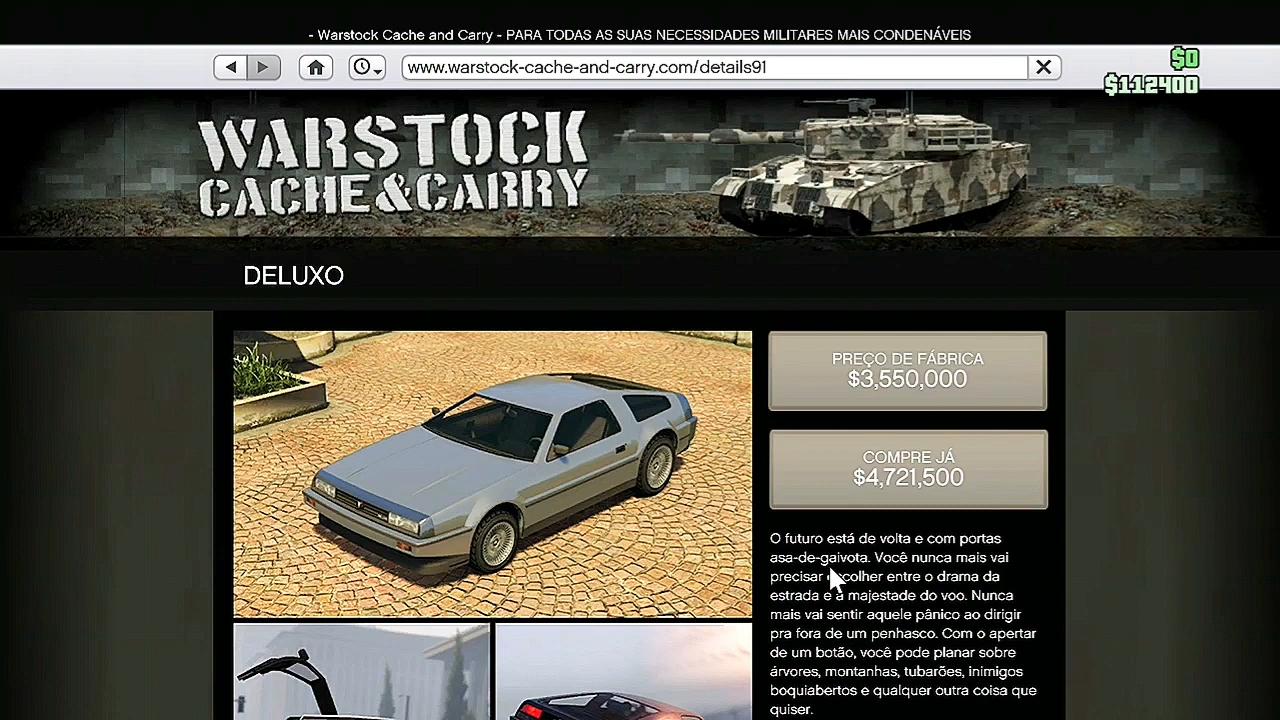 - Warstock Cache and Carry - PARA TODAS AS SUAS NECESSIDADES MILITARES MAIS CONDENÁVEIS
www.warstock-cache-and-carry.com/details91
$0
$112400
WARSTOCK
CACHE&CARRY
DELUXO
PREÇO DE FÁBRICA
$3,550,000
COMPRE JÁ
$4,721,500
O futuro está de volta e com portas
asa-de-gaivota. Você nunca mais vai
precisar escolher entre o drama da
estrada e a majestade do voo. Nunca
mais vai sentir aquele pânico ao dirigir
pra fora de um penhasco. Com o apertar
de um botão, você pode planar sobre
árvores, montanhas, tubarões, inimigos
boquiabertos e qualquer outra coisa que
quiser.